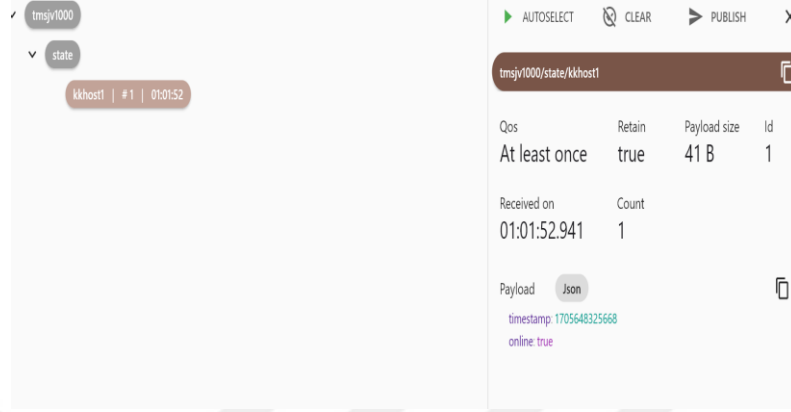 tmsjv1000
state
kkhost1 | #1 | 01:01:52
AUTOSELECT CLEAR PUBLISH
tmsjv1000/state/kkhost1
Qos Retain Payload size Id
At least once true 41 B 1
Received on Count
01:01:52.941 1
Payload Json
timestamp: 1705648325668
online: true